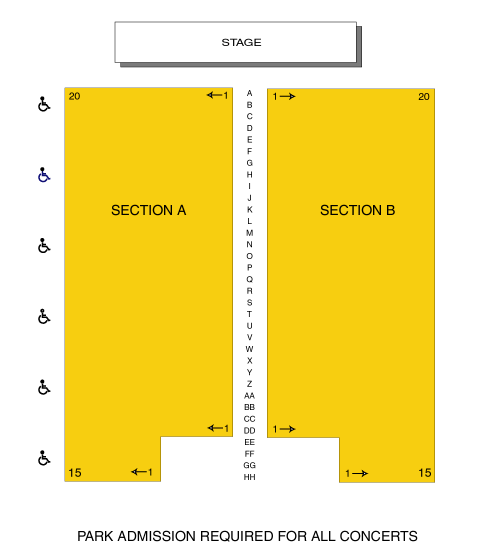 STAGE
20 ←1 A 1→ 20
B
C
D
E
F
G
H
I
J
SECTION A K SECTION B
L
M
N
O
P
Q
R
S
T
U
V
W
X
Y
Z
AA
BB
CC
←1 DD 1→
EE
FF
GG
15 ←1 HH 1→ 15
PARK ADMISSION REQUIRED FOR ALL CONCERTS